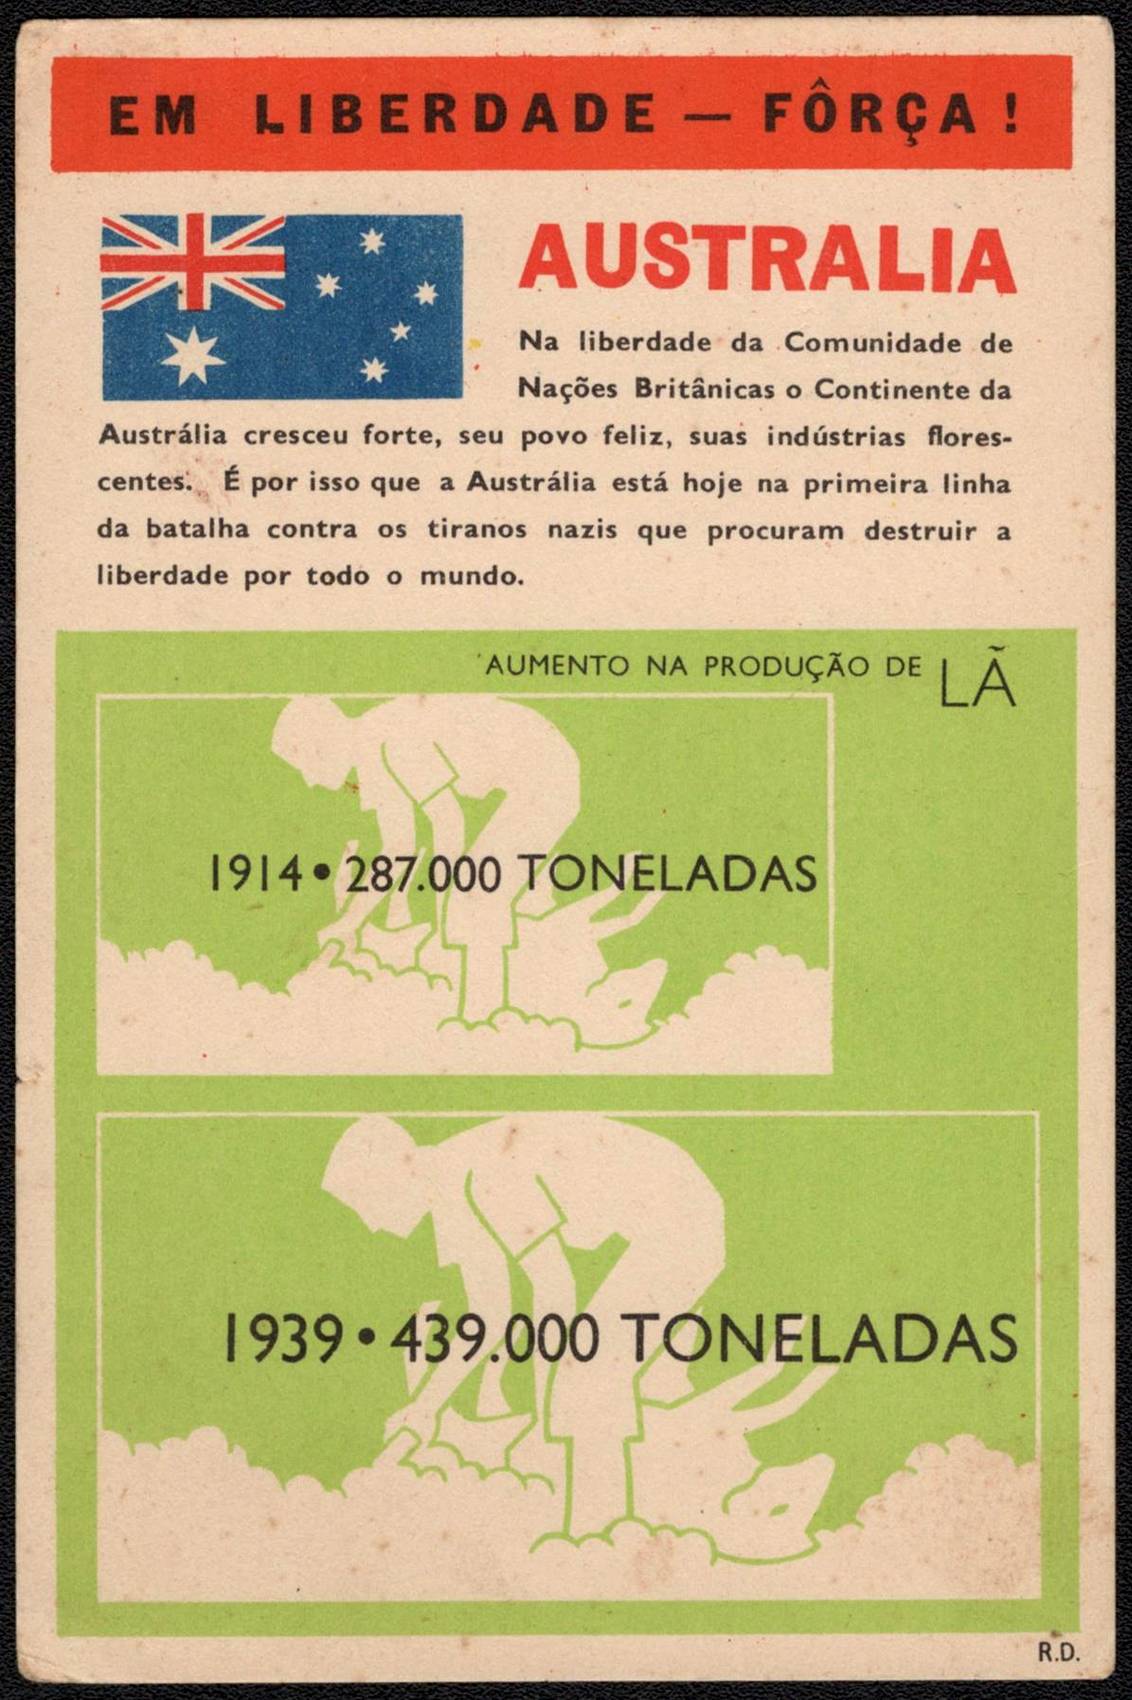 EM LIBERDADE — FÔRÇA !
AUSTRALIA
Na liberdade da Comunidade de
Nações Britânicas o Continente da
Austrália cresceu forte, seu povo feliz, suas indústrias flores-
centes. É por isso que a Austrália está hoje na primeira linha
da batalha contra os tiranos nazis que procuram destruir a
liberdade por todo o mundo.
AUMENTO NA PRODUÇÃO DE LÃ
1914 • 287.000 TONELADAS
1939 • 439.000 TONELADAS
R.D.